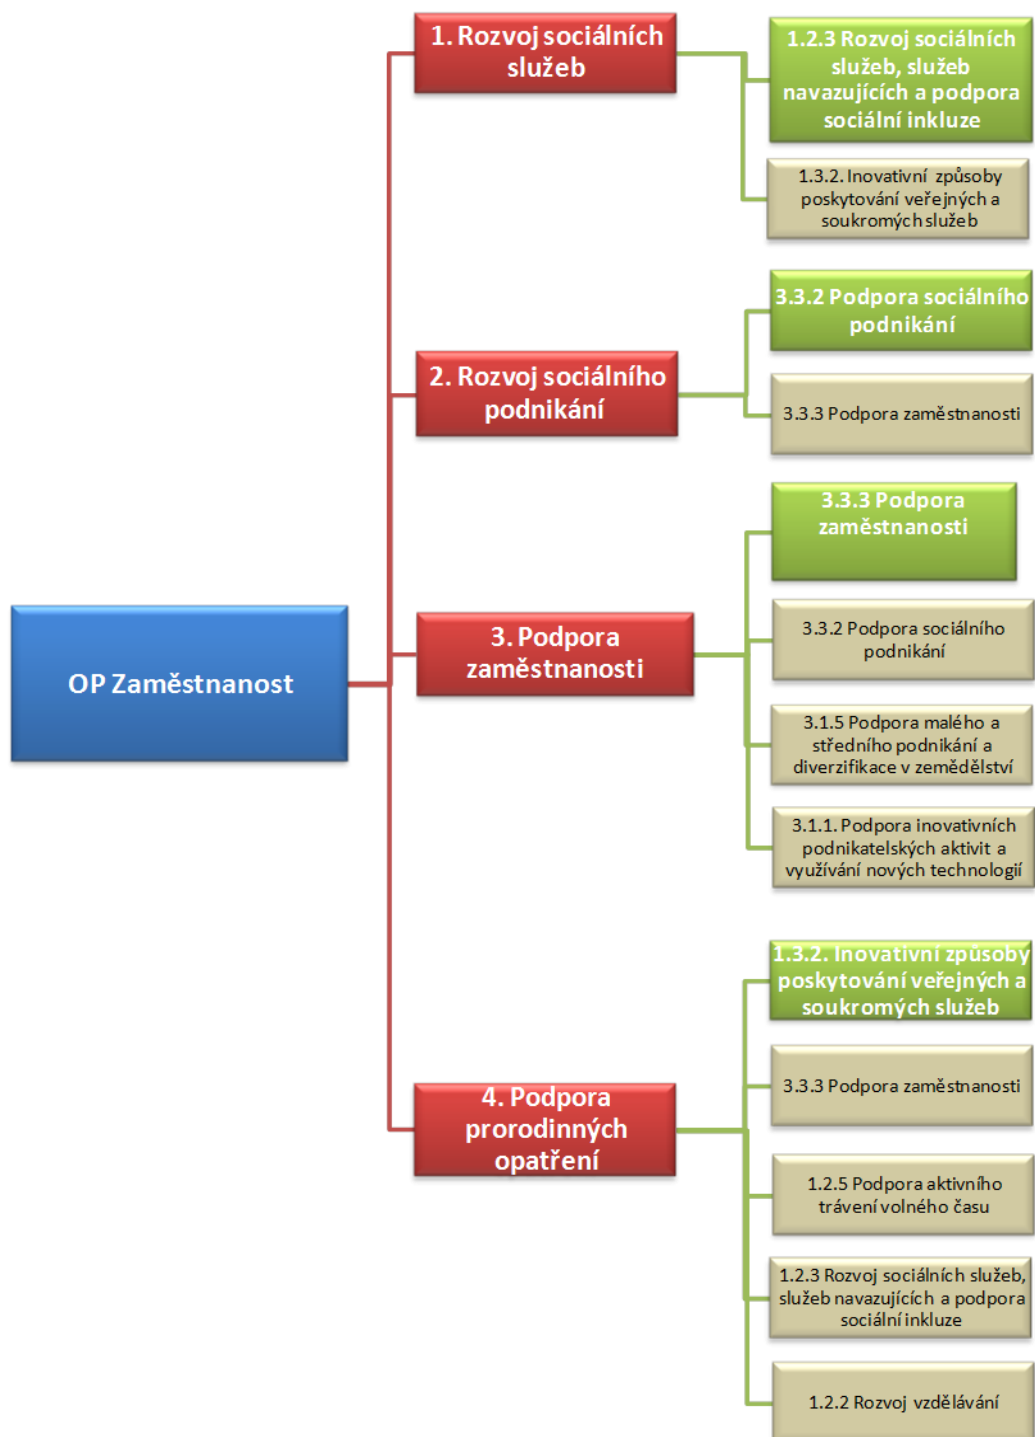 OP Zaměstnanost
1. Rozvoj sociálních
služeb
1.2.3 Rozvoj sociálních
služeb, služeb
navazujících a podpora
sociální inkluze
1.3.2. Inovativní způsoby
poskytování veřejných a
soukromých služeb
2. Rozvoj sociálního
podnikání
3.3.2 Podpora sociálního
podnikání
3.3.3 Podpora zaměstnanosti
3. Podpora
zaměstnanosti
3.3.3 Podpora
zaměstnanosti
3.3.2 Podpora sociálního
podnikání
3.1.5 Podpora malého a
středního podnikání a
diverzifikace v zemědělství
3.1.1. Podpora inovativních
podnikatelských aktivit a
využívání nových technologií
4. Podpora
prorodinných
opatření
1.3.2. Inovativní způsoby
poskytování veřejných a
soukromých služeb
3.3.3 Podpora zaměstnanosti
1.2.5 Podpora aktivního
trávení volného času
1.2.3 Rozvoj sociálních služeb,
služeb navazujících a podpora
sociální inkluze
1.2.2 Rozvoj vzdělávání